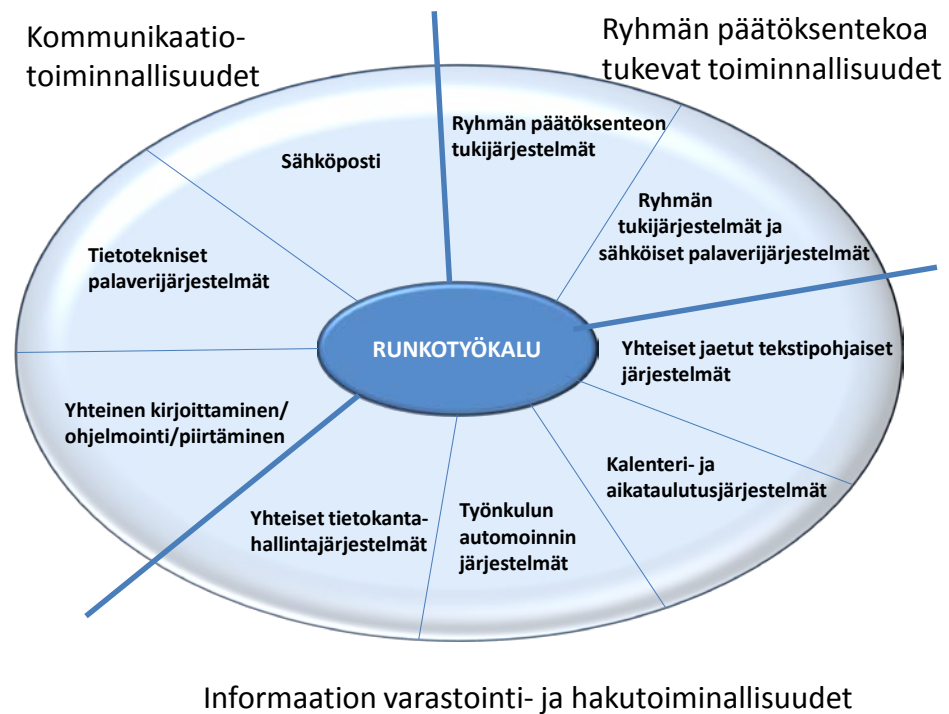 Kommunikaatio-
toiminnallisuudet
Ryhmän päätöksentekoa
tukevat toiminnallisuudet
Sähköposti
Ryhmän päätöksenteon
tukijärjestelmät
Ryhmän
tukijärjestelmät ja
sähköiset palaverijärjestelmät
Tietotekniset
palaverijärjestelmät
RUNKOTYÖKALU
Yhteiset jaetut tekstipohjaiset
järjestelmät
Yhteinen kirjoittaminen/
ohjelmointi/piirtäminen
Kalenteri- ja
aikataulutusjärjestelmät
Yhteiset tietokanta-
hallintajärjestelmät
Työnkulun
automoinnin
järjestelmät
Informaation varastointi- ja hakutoiminallisuudet